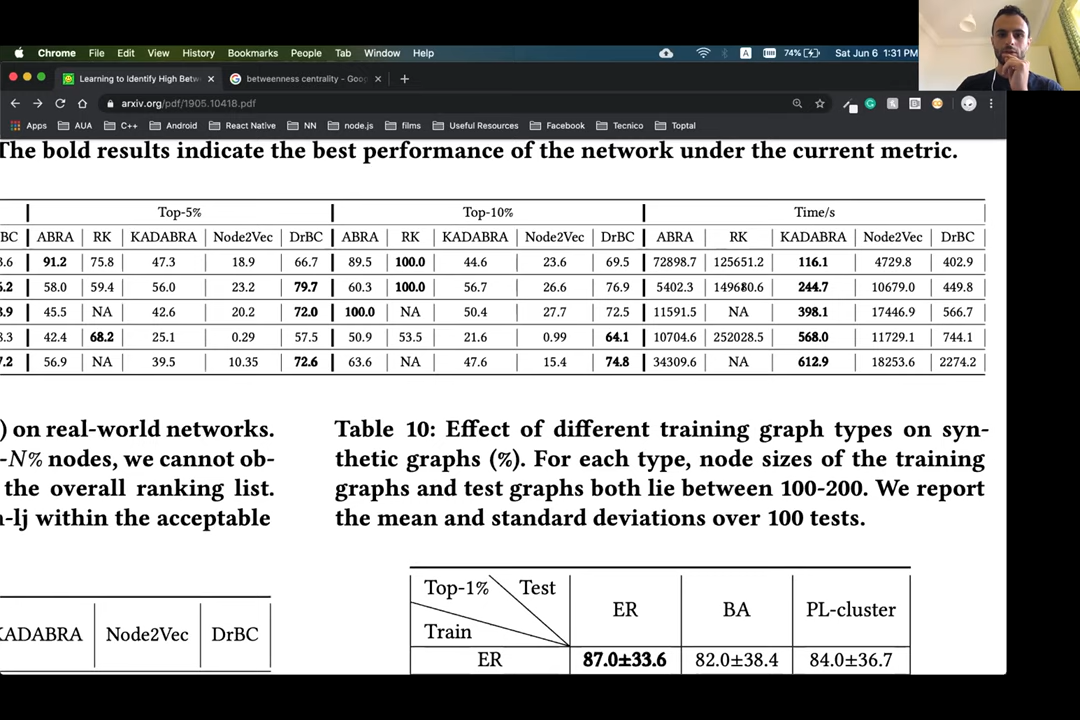 Chrome File Edit View History Bookmarks People Tab Window Help A 74% Sat Jun 6 1:31 PM
Learning to Identify High Betw × betweenness centrality - Goo × +
arxiv.org/pdf/1905.10418.pdf
Apps AUA C++ Android React Native NN node.js films Useful Resources Facebook Tecnico Toptal
The bold results indicate the best performance of the network under the current metric.
Top-5% Top-10% Time/s
BC ABRA RK KADABRA Node2Vec DrBC ABRA RK KADABRA Node2Vec DrBC ABRA RK KADABRA Node2Vec DrBC
3.6 91.2 75.8 47.3 18.9 66.7 89.5 100.0 44.6 23.6 69.5 72898.7 125651.2 116.1 4729.8 402.9
.2 58.0 59.4 56.0 23.2 79.7 60.3 100.0 56.7 26.6 76.9 5402.3 149680.6 244.7 10679.0 449.8
.9 45.5 NA 42.6 20.2 72.0 100.0 NA 50.4 27.7 72.5 11591.5 NA 398.1 17446.9 566.7
.3 42.4 68.2 25.1 0.29 57.5 50.9 53.5 21.6 0.99 64.1 10704.6 252028.5 568.0 11729.1 744.1
.2 56.9 NA 39.5 10.35 72.6 63.6 NA 47.6 15.4 74.8 34309.6 NA 612.9 18253.6 2274.2
) on real-world networks.
-N% nodes, we cannot ob-
the overall ranking list.
n-lj within the acceptable
Table 10: Effect of different training graph types on syn-
thetic graphs (%). For each type, node sizes of the training
graphs and test graphs both lie between 100-200. We report
the mean and standard deviations over 100 tests.
KADABRA Node2Vec DrBC
Top-1% Test
Train
ER BA PL-cluster
ER 87.0±33.6 82.0±38.4 84.0±36.7